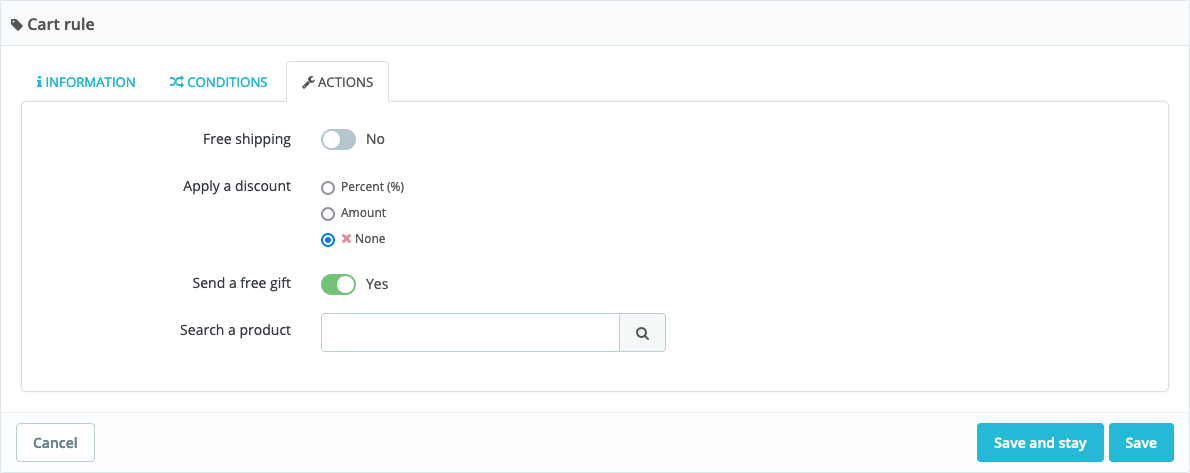 Cart rule
INFORMATION CONDITIONS ACTIONS
Free shipping No
Apply a discount Percent (%)
Amount
None
Send a free gift Yes
Search a product
Cancel Save and stay Save